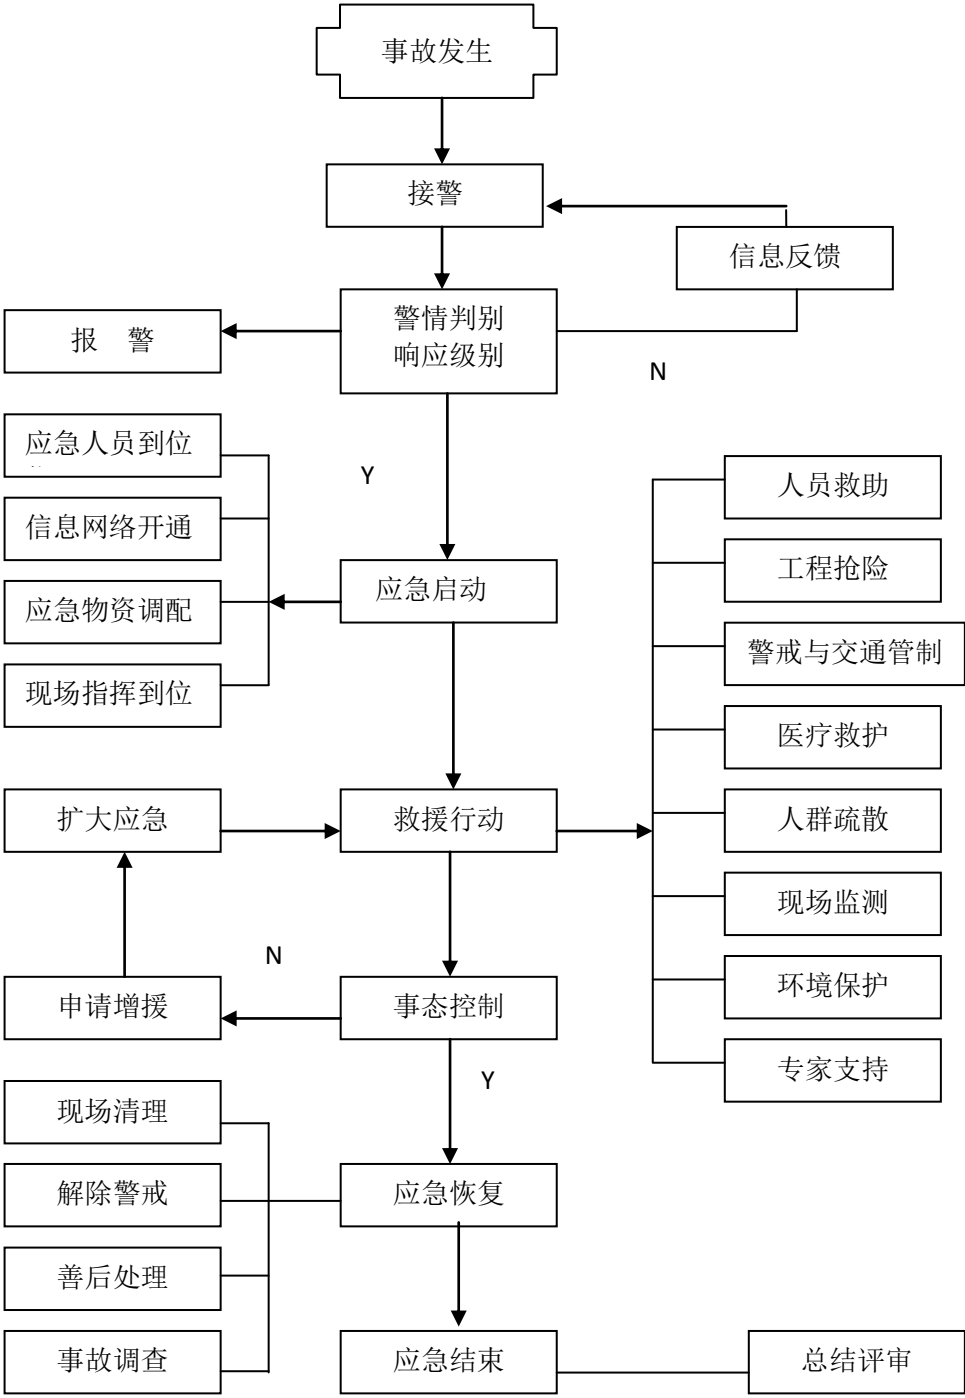 事故发生
接警
信息反馈
警情判别
响应级别
报 警
N
应急人员到位
Y
人员救助
信息网络开通
工程抢险
应急启动
应急物资调配
警戒与交通管制
现场指挥到位
医疗救护
扩大应急
救援行动
人群疏散
现场监测
N
申请增援
事态控制
环境保护
Y
专家支持
现场清理
解除警戒
应急恢复
善后处理
事故调查
应急结束
总结评审